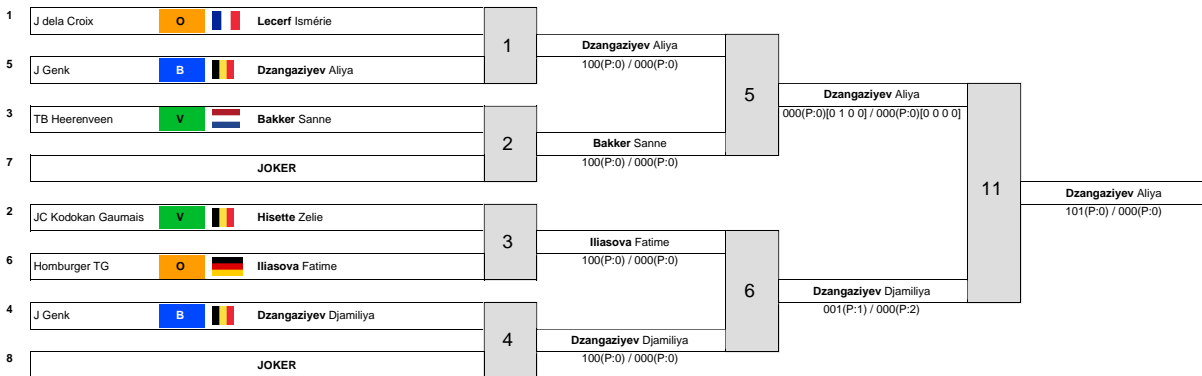 1 J dela Croix O Lecerf Ismérie
1
Dzangaziyev Aliya
100(P:0) / 000(P:0)
5 J Genk B Dzangaziyev Aliya
5
Dzangaziyev Aliya
000(P:0)[0 1 0 0] / 000(P:0)[0 0 0 0]
3 TB Heerenveen V Bakker Sanne
2
Bakker Sanne
100(P:0) / 000(P:0)
7 JOKER
11
Dzangaziyev Aliya
101(P:0) / 000(P:0)
2 JC Kodokan Gaumais V Hisette Zelie
3
Iliasova Fatime
100(P:0) / 000(P:0)
6 Homburger TG O Iliasova Fatime
6
Dzangaziyev Djamiliya
001(P:1) / 000(P:2)
4 J Genk B Dzangaziyev Djamiliya
4
Dzangaziyev Djamiliya
100(P:0) / 000(P:0)
8 JOKER